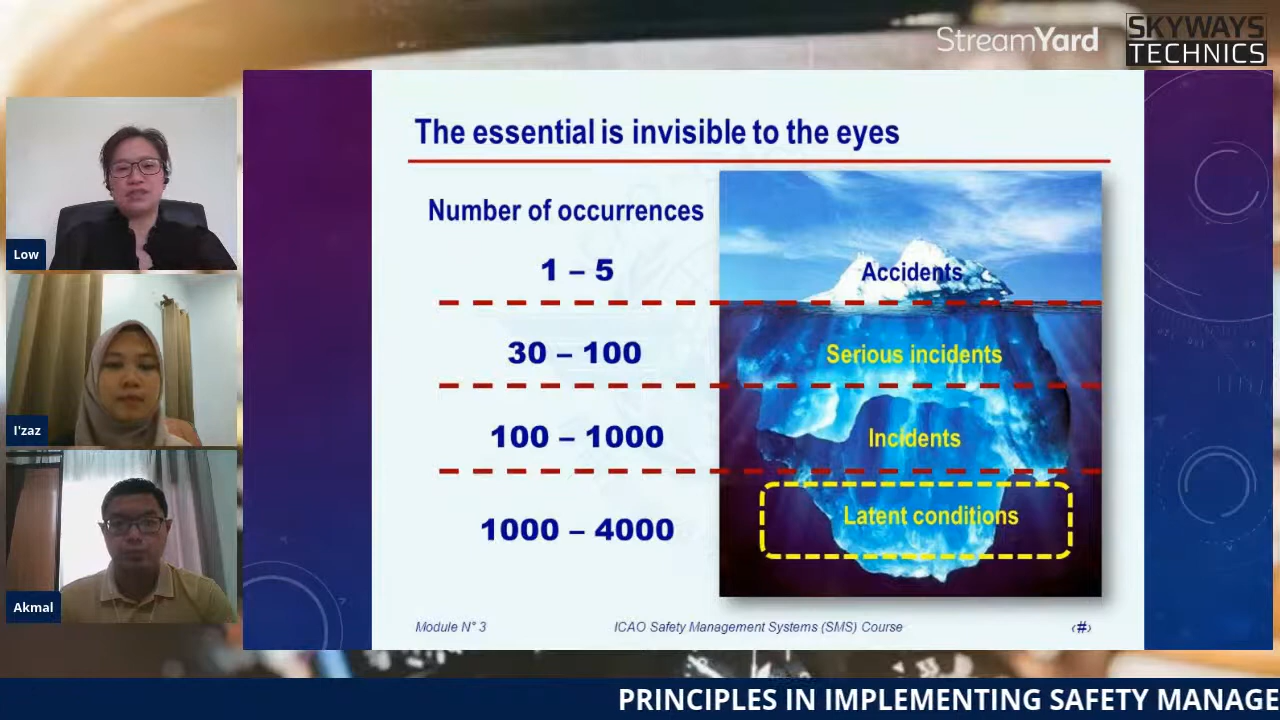 StreamYard
SKYWAYS
TECHNICS
Low
I'zaz
Akmal
The essential is invisible to the eyes
Number of occurrences
1 – 5
Accidents
30 – 100
Serious incidents
100 – 1000
Incidents
1000 – 4000
Latent conditions
Module N° 3
ICAO Safety Management Systems (SMS) Course
‹#›
PRINCIPLES IN IMPLEMENTING SAFETY MANAGE